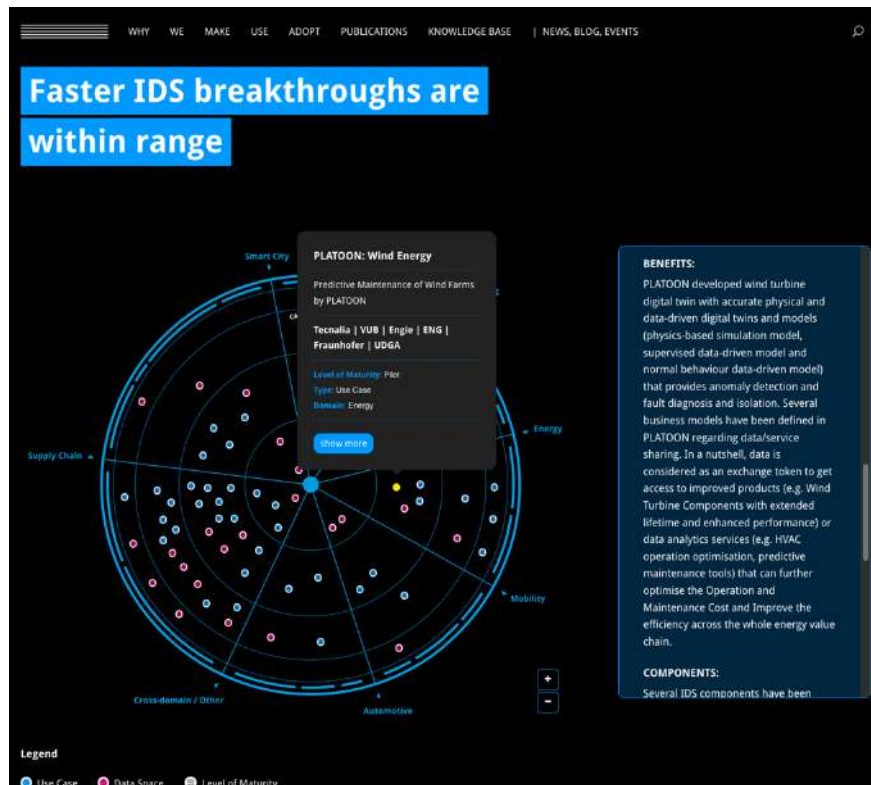 WHY WE MAKE USE ADOPT PUBLICATIONS KNOWLEDGE BASE | NEWS, BLOG, EVENTS
Faster IDS breakthroughs are
within range
Smart City
PLATOON: Wind Energy
Predictive Maintenance of Wind Farms
by PLATOON
Tecnalia | VUB | Engie | ENG |
Fraunhofer | UDGA
Level of Maturity: Pilot
Type: Use Case
Domain: Energy
show more
Energy
Supply Chain
Mobility
Cross-domain / Other
Automotive
+
−
BENEFITS:
PLATOON developed wind turbine
digital twin with accurate physical and
data-driven digital twins and models
(physics-based simulation model,
supervised data-driven model and
normal behaviour data-driven model)
that provides anomaly detection and
fault diagnosis and isolation. Several
business models have been defined in
PLATOON regarding data/service
sharing. In a nutshell, data is
considered as an exchange token to get
access to improved products (e.g. Wind
Turbine Components with extended
lifetime and enhanced performance) or
data analytics services (e.g. HVAC
operation optimisation, predictive
maintenance tools) that can further
optimise the Operation and
Maintenance Cost and Improve the
efficiency across the whole energy value
chain.
COMPONENTS:
Several IDS components have been
Legend
Use Case Data Space Level of Maturity